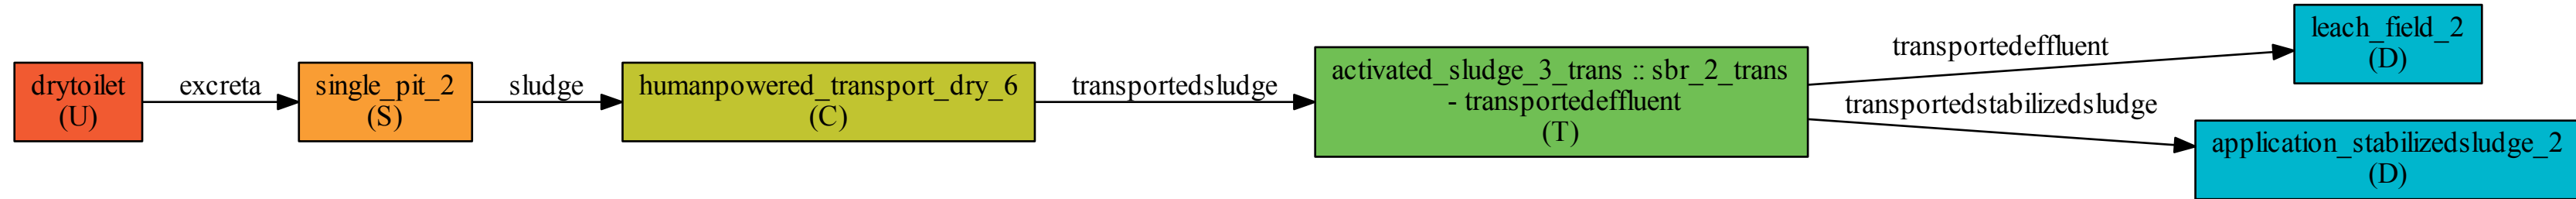 drytoilet
(U)
excreta
single_pit_2
(S)
sludge
humanpowered_transport_dry_6
(C)
transportedsludge
activated_sludge_3_trans :: sbr_2_trans
- transportedeffluent
(T)
transportedeffluent
leach_field_2
(D)
transportedstabilizedsludge
application_stabilizedsludge_2
(D)